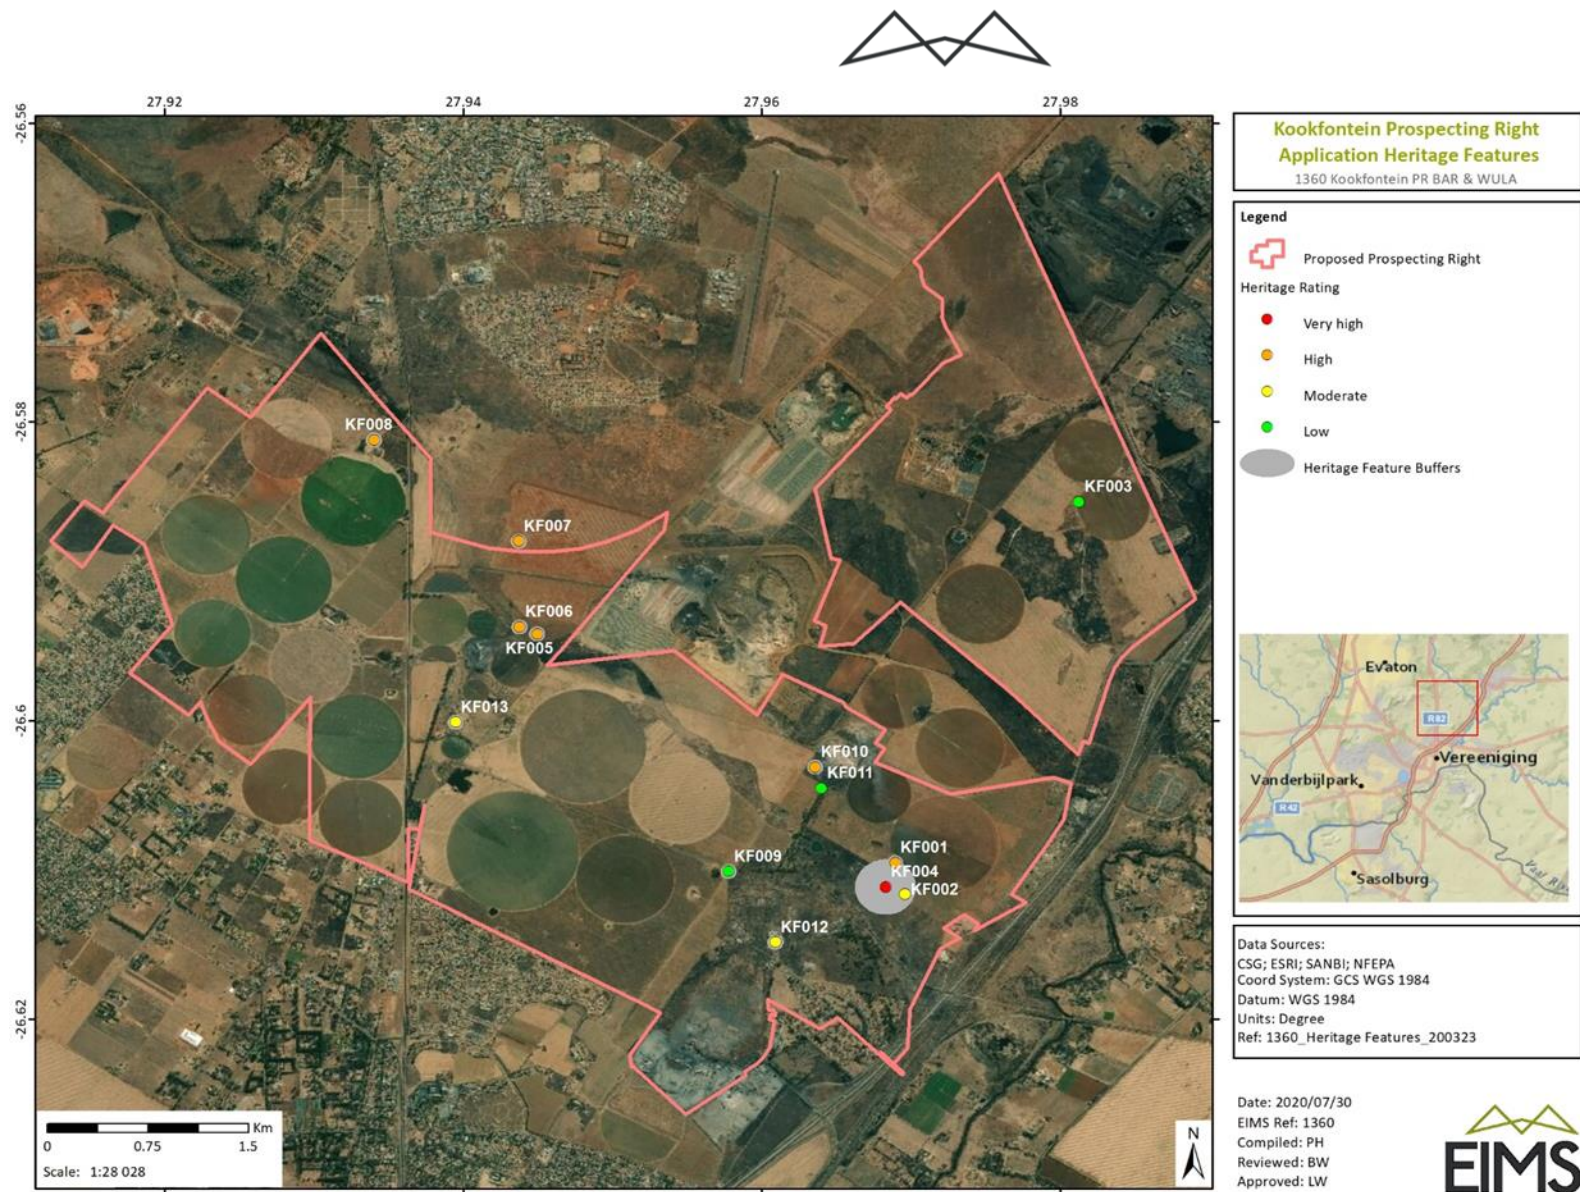 27.92 27.94 27.96 27.98
-26.56
-26.58
-26.6
-26.62
KF008
KF003
KF007
KF006
KF005
KF013
KF010
KF011
KF001
KF009
KF004
KF002
KF012
Km
0 0.75 1.5
Scale: 1:28 028
N
Kookfontein Prospecting Right
Application Heritage Features
1360 Kookfontein PR BAR & WULA
Legend
Proposed Prospecting Right
Heritage Rating
Very high
High
Moderate
Low
Heritage Feature Buffers
Evaton
R82
Vereeniging
Vanderbijlpark
R42
Sasolburg
Data Sources:
CSG; ESRI; SANBI; NFEPA
Coord System: GCS WGS 1984
Datum: WGS 1984
Units: Degree
Ref: 1360_Heritage Features_200323
Date: 2020/07/30
EIMS Ref: 1360
Compiled: PH
Reviewed: BW
Approved: LW
EIMS